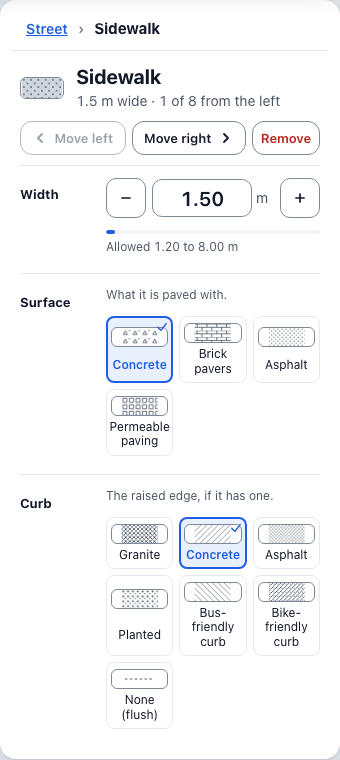 Street › Sidewalk
Sidewalk
1.5 m wide · 1 of 8 from the left
Move left
Move right
Remove
Width
− 1.50 m +
Allowed 1.20 to 8.00 m
Surface
What it is paved with.
Concrete
Brick
pavers
Asphalt
Permeable
paving
Curb
The raised edge, if it has one.
Granite
Concrete
Asphalt
Planted
Bus-
friendly
curb
Bike-
friendly
curb
None
(flush)